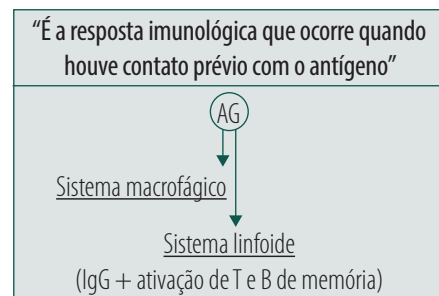 “É a resposta imunológica que ocorre quando
houve contato prévio com o antígeno”
AG
Sistema macrofágico
Sistema linfoide
(IgG + ativação de T e B de memória)